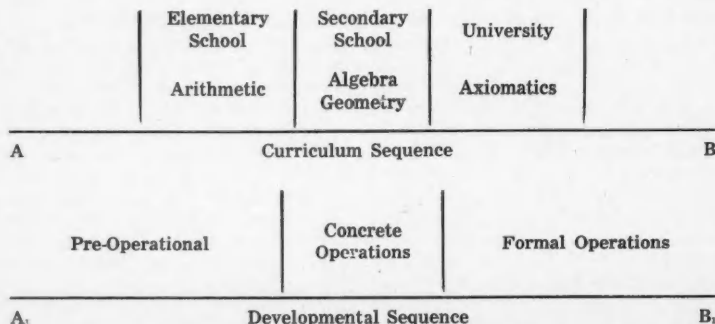 Elementary School
Secondary School
University
Arithmetic
Algebra Geometry
Axiomatics
A Curriculum Sequence B
Pre-Operational
Concrete Operations
Formal Operations
A₁ Developmental Sequence B₁